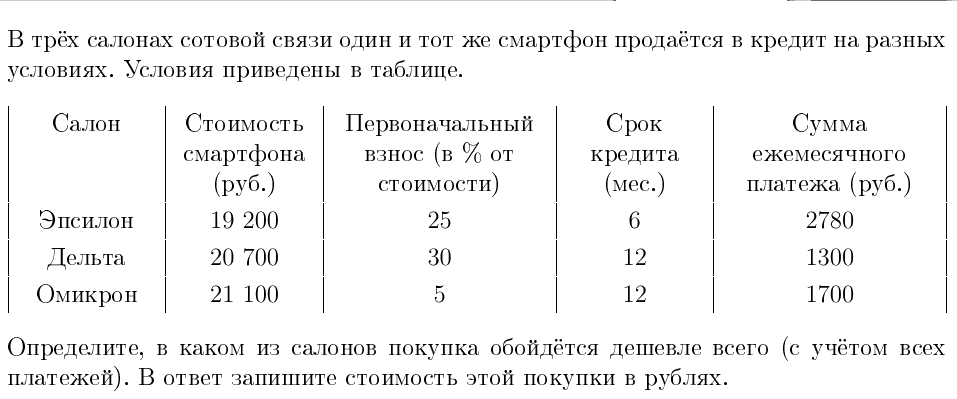 В трёх салонах сотовой связи один и тот же смартфон продаётся в кредит на разных
условиях. Условия приведены в таблице.
Салон Стоимость смартфона (руб.) Первоначальный взнос (в % от стоимости) Срок кредита (мес.) Сумма ежемесячного платежа (руб.)
Эпсилон 19 200 25 6 2780
Дельта 20 700 30 12 1300
Омикрон 21 100 5 12 1700
Определите, в каком из салонов покупка обойдётся дешевле всего (с учётом всех
платежей). В ответ запишите стоимость этой покупки в рублях.